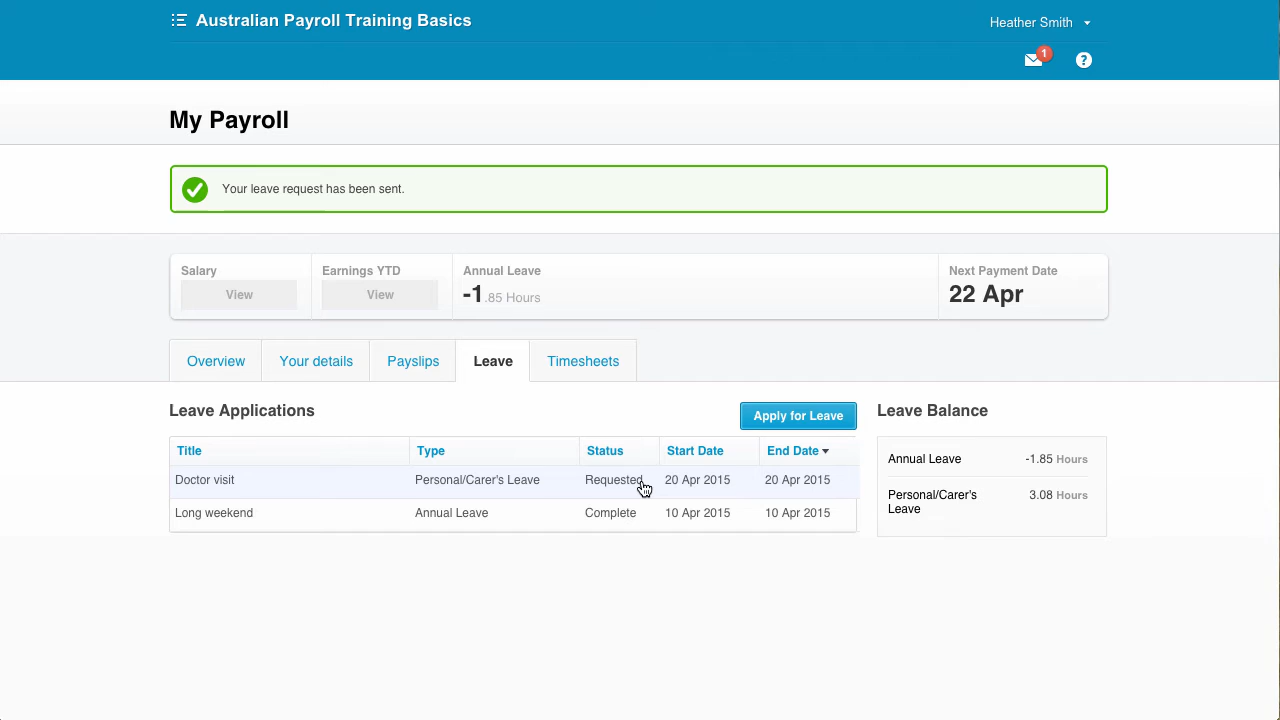 Australian Payroll Training Basics
Heather Smith
1
?
My Payroll
Your leave request has been sent.
Salary
View
Earnings YTD
View
Annual Leave
-1.85 Hours
Next Payment Date
22 Apr
Overview
Your details
Payslips
Leave
Timesheets
Leave Applications
Apply for Leave
Title Type Status Start Date End Date
Doctor visit Personal/Carer's Leave Requested 20 Apr 2015 20 Apr 2015
Long weekend Annual Leave Complete 10 Apr 2015 10 Apr 2015
Leave Balance
Annual Leave -1.85 Hours
Personal/Carer's 3.08 Hours
Leave